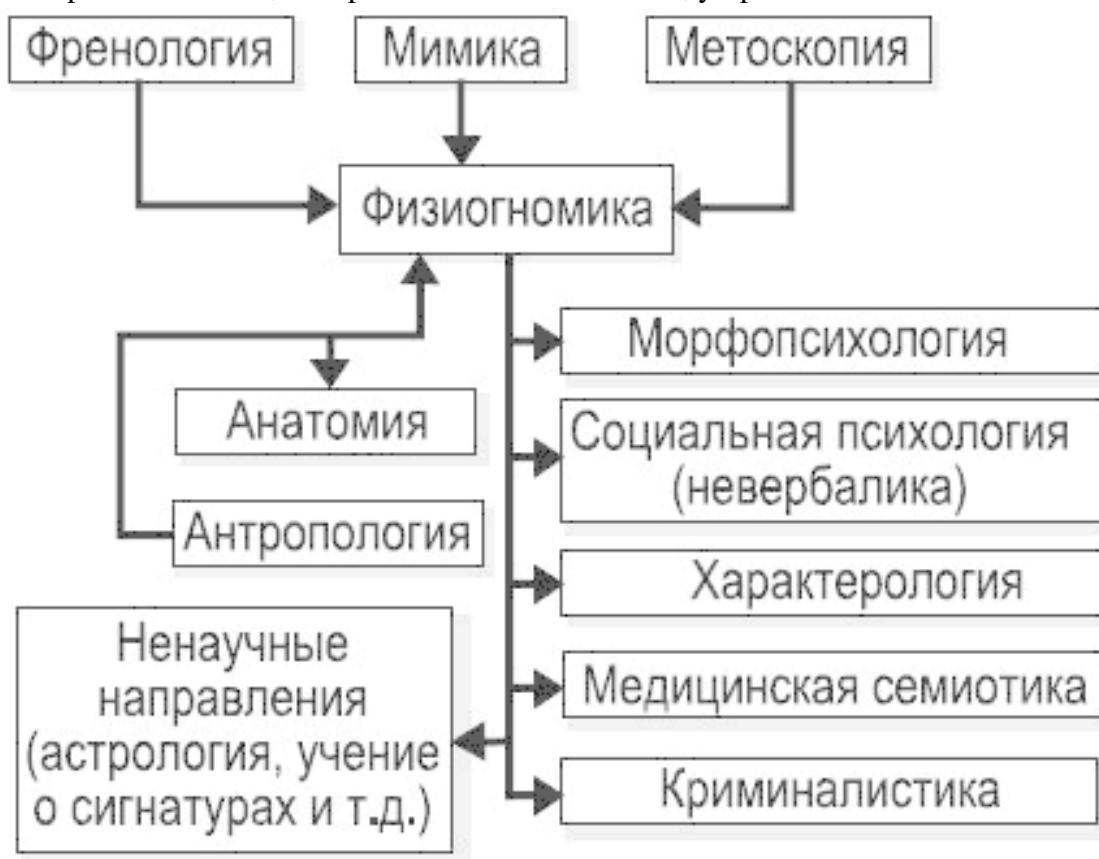 Френология
Мимика
Метоскопия
Физиогномика
Морфопсихология
Анатомия
Социальная психология
(невербалика)
Антропология
Характерология
Ненаучные
направления
(астрология, учение
о сигнатурах и т.д.)
Медицинская семиотика
Криминалистика